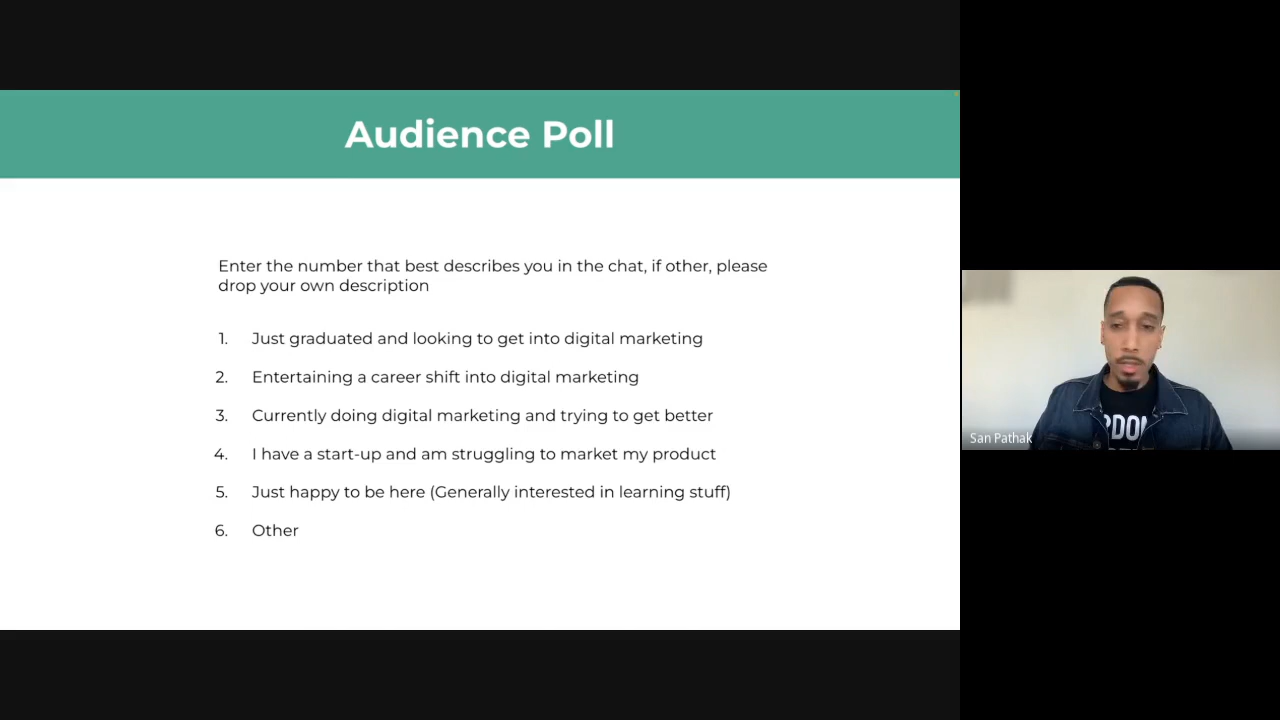 Audience Poll
Enter the number that best describes you in the chat, if other, please
drop your own description
1. Just graduated and looking to get into digital marketing
2. Entertaining a career shift into digital marketing
3. Currently doing digital marketing and trying to get better
4. I have a start-up and am struggling to market my product
5. Just happy to be here (Generally interested in learning stuff)
6. Other
San Pathak